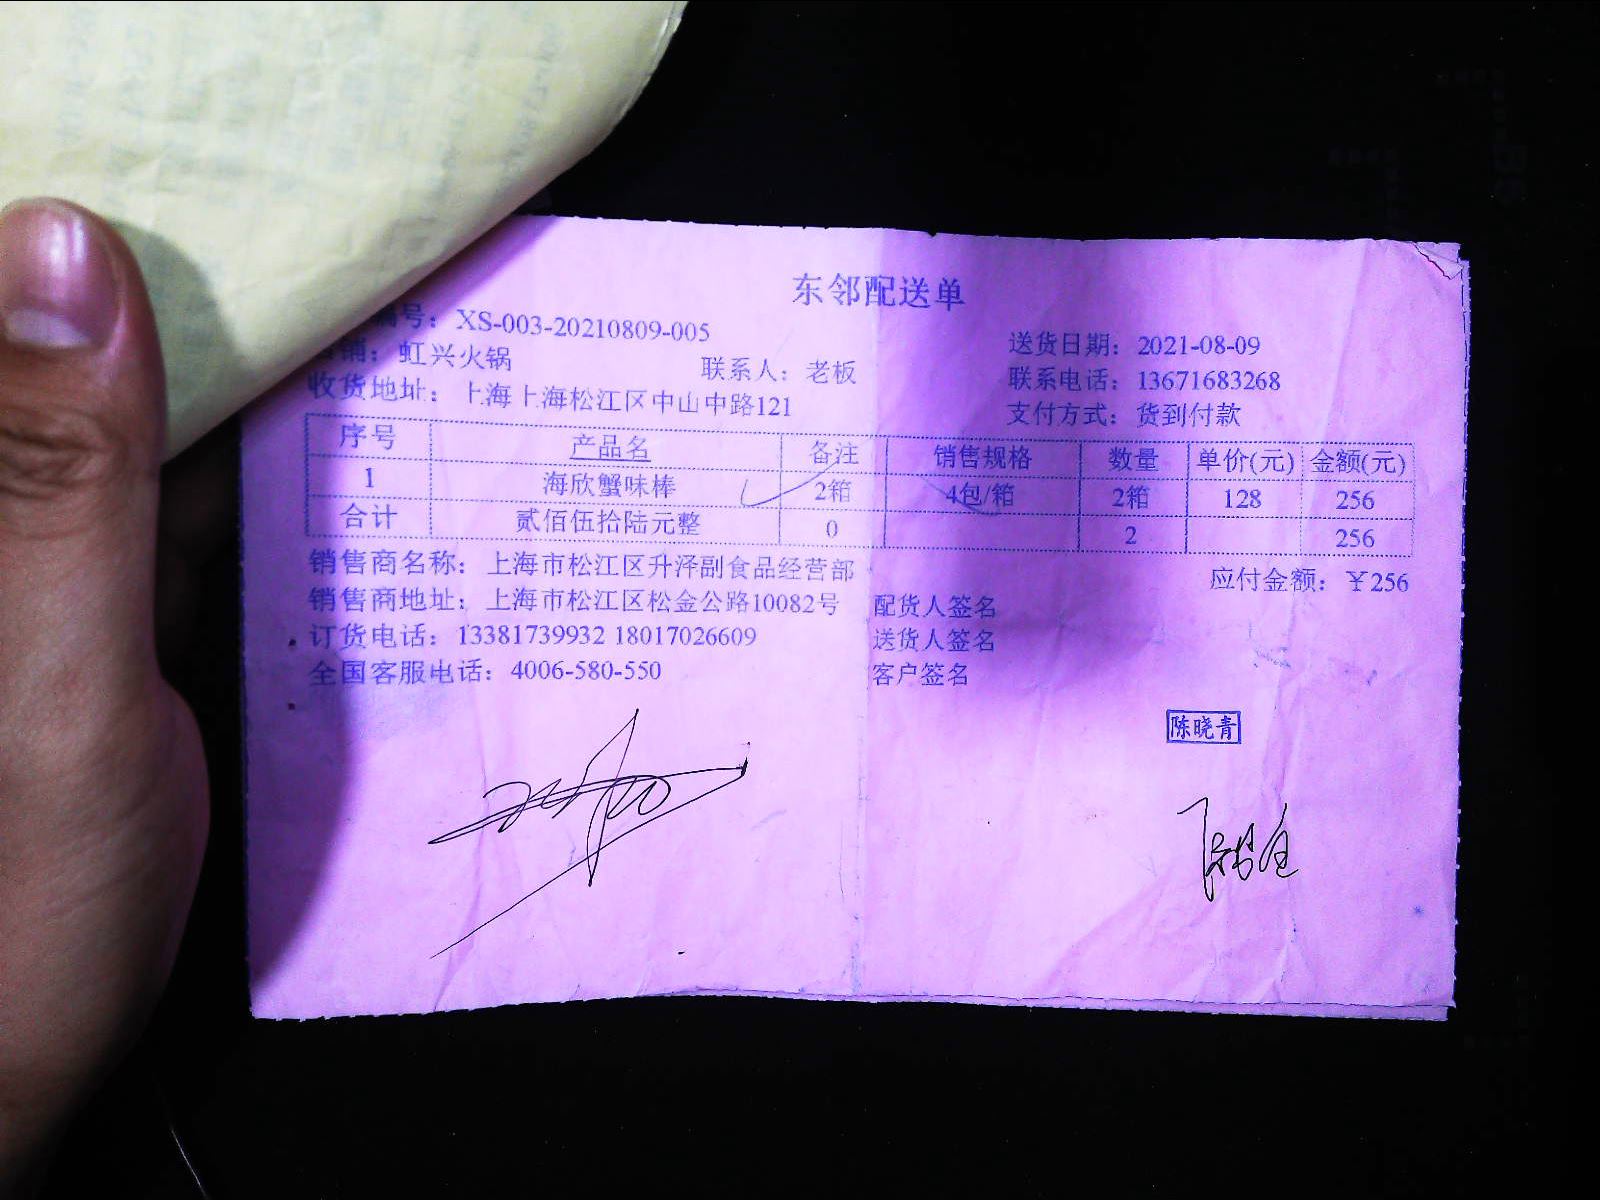 东邻配送单
编号：XS-003-20210809-005
送货日期：2021-08-09
店铺：虹兴火锅 联系人：老板 联系电话：13671683268
收货地址：上海上海松江区中山中路121 支付方式：货到付款
序号 产品名 备注 销售规格 数量 单价(元) 金额(元)
1 海欣蟹味棒 2箱 4包/箱 2箱 128 256
合计 贰佰伍拾陆元整 0 2 256
销售商名称：上海市松江区升泽副食品经营部 应付金额：￥256
销售商地址：上海市松江区松金公路10082号 配货人签名
订货电话：13381739932 18017026609 送货人签名
全国客服电话：4006-580-550 客户签名
陈晓青